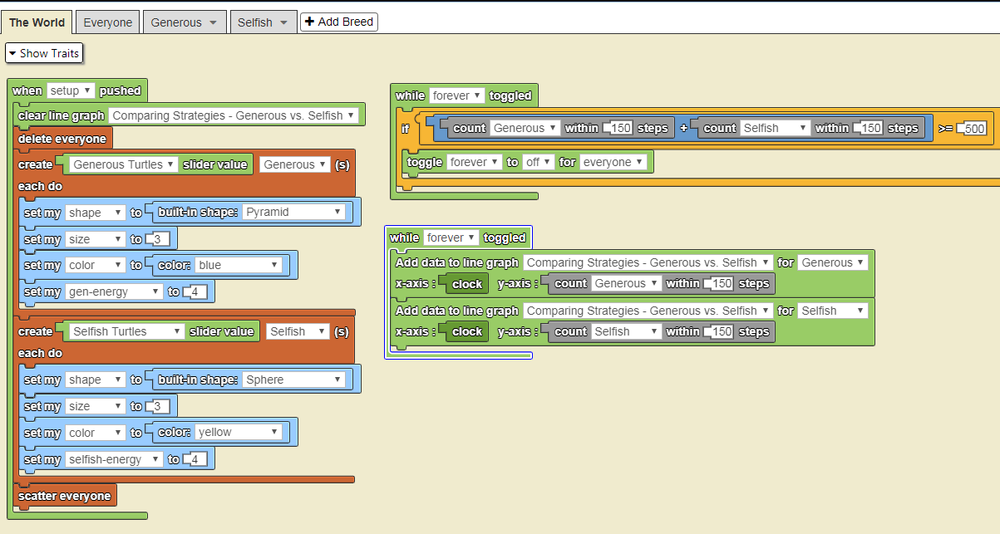 The World Everyone Generous Selfish + Add Breed
Show Traits
when setup pushed
clear line graph Comparing Strategies - Generous vs. Selfish
delete everyone
create Generous Turtles slider value Generous (s)
each do
set my shape to built-in shape: Pyramid
set my size to 3
set my color to color: blue
set my gen-energy to 4
create Selfish Turtles slider value Selfish (s)
each do
set my shape to built-in shape: Sphere
set my size to 3
set my color to color: yellow
set my selfish-energy to 4
scatter everyone
while forever toggled
if count Generous within 150 steps + count Selfish within 150 steps >= 500
toggle forever to off for everyone
while forever toggled
Add data to line graph Comparing Strategies - Generous vs. Selfish for Generous
x-axis : clock y-axis : count Generous within 150 steps
Add data to line graph Comparing Strategies - Generous vs. Selfish for Selfish
x-axis : clock y-axis : count Selfish within 150 steps